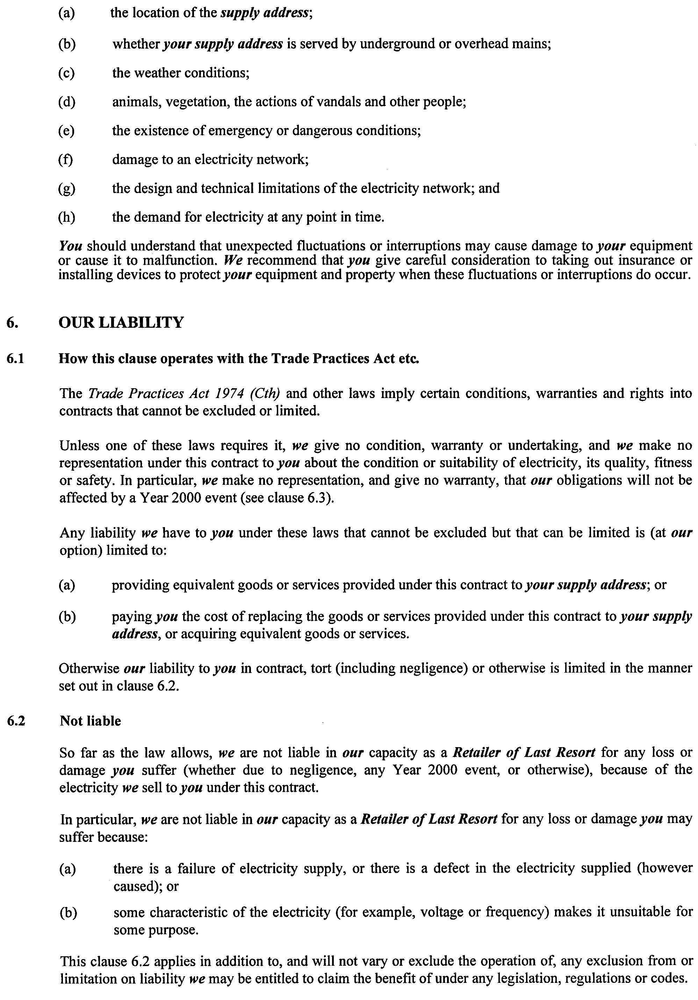 (a) the location of the supply address;
(b) whether your supply address is served by underground or overhead mains;
(c) the weather conditions;
(d) animals, vegetation, the actions of vandals and other people;
(e) the existence of emergency or dangerous conditions;
(f) damage to an electricity network;
(g) the design and technical limitations of the electricity network; and
(h) the demand for electricity at any point in time.
You should understand that unexpected fluctuations or interruptions may cause damage to your equipment
or cause it to malfunction. We recommend that you give careful consideration to taking out insurance or
installing devices to protect your equipment and property when these fluctuations or interruptions do occur.
6. OUR LIABILITY
6.1 How this clause operates with the Trade Practices Act etc.
The Trade Practices Act 1974 (Cth) and other laws imply certain conditions, warranties and rights into
contracts that cannot be excluded or limited.
Unless one of these laws requires it, we give no condition, warranty or undertaking, and we make no
representation under this contract to you about the condition or suitability of electricity, its quality, fitness
or safety. In particular, we make no representation, and give no warranty, that our obligations will not be
affected by a Year 2000 event (see clause 6.3).
Any liability we have to you under these laws that cannot be excluded but that can be limited is (at our
option) limited to:
(a) providing equivalent goods or services provided under this contract to your supply address; or
(b) paying you the cost of replacing the goods or services provided under this contract to your supply
address, or acquiring equivalent goods or services.
Otherwise our liability to you in contract, tort (including negligence) or otherwise is limited in the manner
set out in clause 6.2.
6.2 Not liable
So far as the law allows, we are not liable in our capacity as a Retailer of Last Resort for any loss or
damage you suffer (whether due to negligence, any Year 2000 event, or otherwise), because of the
electricity we sell to you under this contract.
In particular, we are not liable in our capacity as a Retailer of Last Resort for any loss or damage you may
suffer because:
(a) there is a failure of electricity supply, or there is a defect in the electricity supplied (however
caused); or
(b) some characteristic of the electricity (for example, voltage or frequency) makes it unsuitable for
some purpose.
This clause 6.2 applies in addition to, and will not vary or exclude the operation of, any exclusion from or
limitation on liability we may be entitled to claim the benefit of under any legislation, regulations or codes.